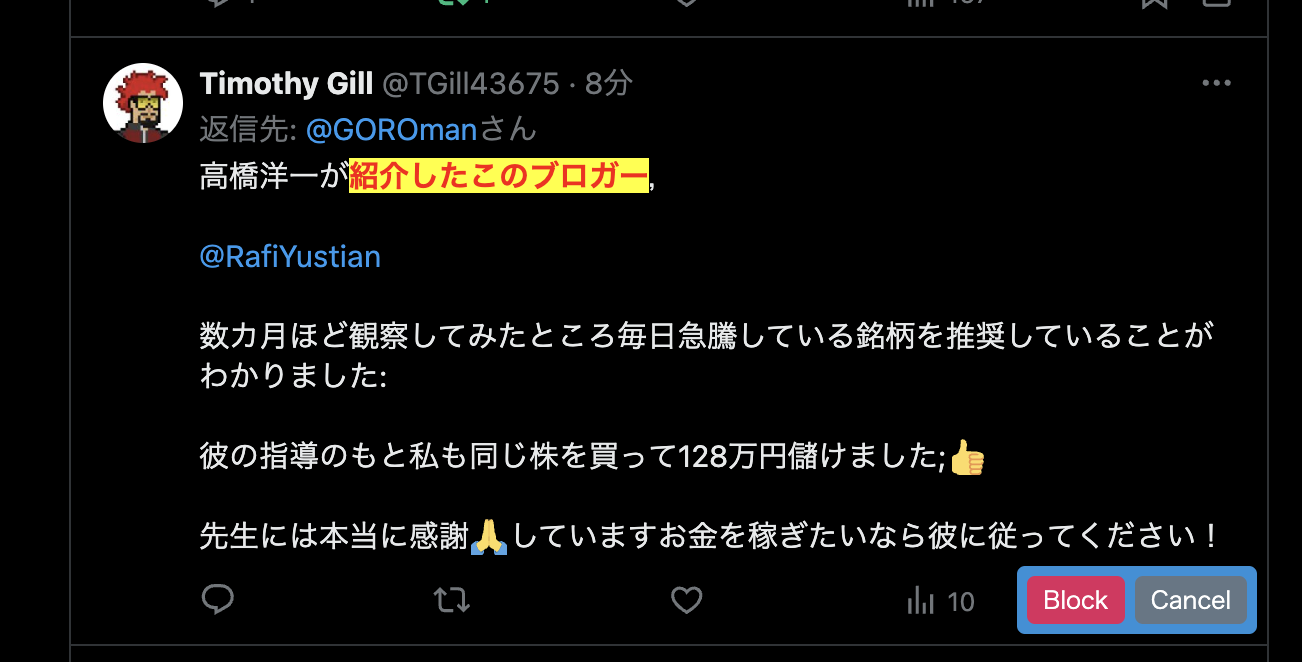 Timothy Gill @TGill43675 · 8分
返信先: @GOROmanさん
高橋洋一が紹介したこのブロガー,
@RafiYustian
数カ月ほど観察してみたところ毎日急騰している銘柄を推奨していることが
わかりました:
彼の指導のもと私も同じ株を買って128万円儲けました;👍
先生には本当に感謝🙏していますお金を稼ぎたいなら彼に従ってください！
10 Block Cancel